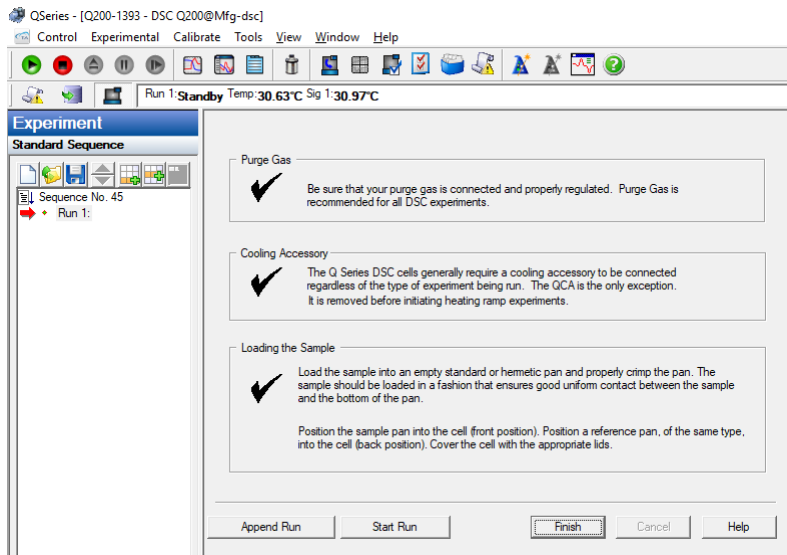 QSeries - [Q200-1393 - DSC Q200@Mfg-dsc]
Control Experimental Calibrate Tools View Window Help
Run 1:Standby Temp:30.63°C Sig 1:30.97°C
Experiment
Standard Sequence
Sequence No. 45
Run 1:
Purge Gas
Be sure that your purge gas is connected and properly regulated. Purge Gas is
recommended for all DSC experiments.
Cooling Accessory
The Q Series DSC cells generally require a cooling accessory to be connected
regardless of the type of experiment being run. The QCA is the only exception.
It is removed before initiating heating ramp experiments.
Loading the Sample
Load the sample into an empty standard or hermetic pan and properly crimp the pan. The
sample should be loaded in a fashion that ensures good uniform contact between the sample
and the bottom of the pan.
Position the sample pan into the cell (front position). Position a reference pan, of the same type,
into the cell (back position). Cover the cell with the appropriate lids.
Append Run Start Run Finish Cancel Help